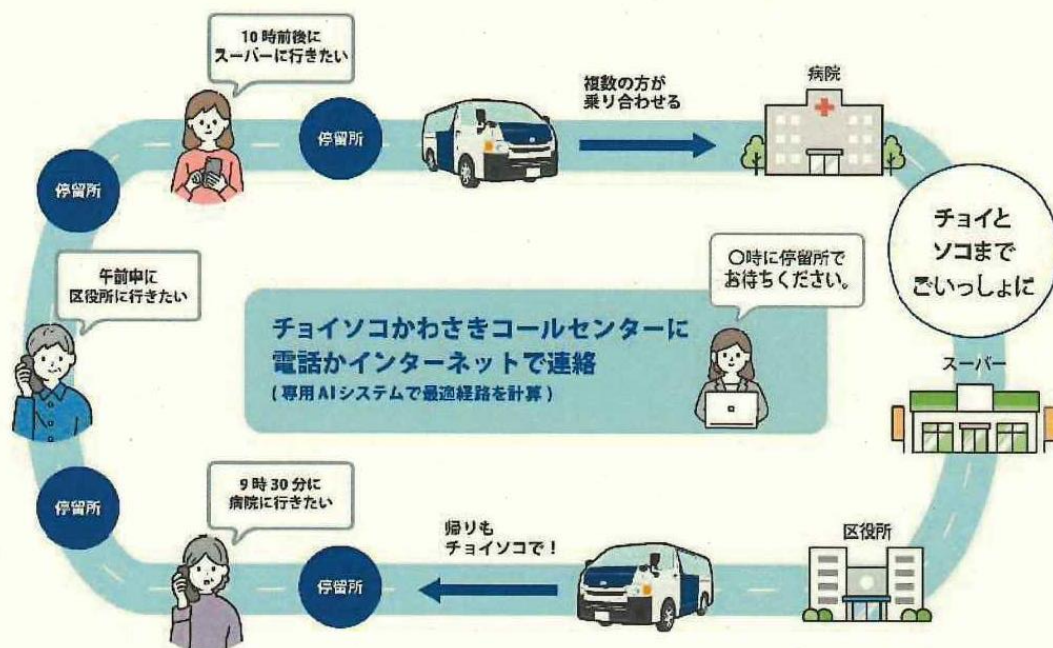 10時前後に
スーパーに行きたい
停留所
複数の方が
乗り合わせる
病院
停留所
チョイと
ソコまで
ごいっしょに
午前中に
区役所に行きたい
〇時に停留所で
お待ちください。
チョイソコかわさきコールセンターに
電話かインターネットで連絡
(専用AIシステムで最適経路を計算)
スーパー
停留所
9時30分に
病院に行きたい
帰りも
チョイソコで！
区役所
停留所